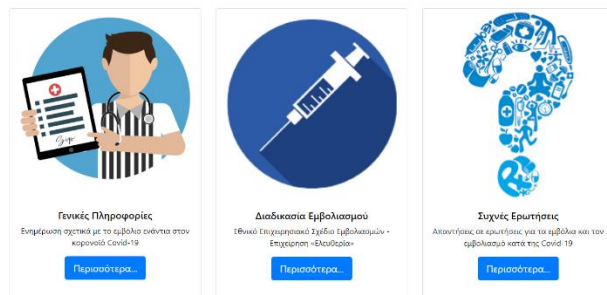 Γενικές Πληροφορίες
Ενημέρωση σχετικά με το εμβόλιο ενάντια στον
κορονοϊό Covid-19
Περισσότερα...
Διαδικασία Εμβολιασμού
Εθνικό Επιχειρησιακό Σχέδιο Εμβολιασμών -
Επιχείρηση «Ελευθερία»
Περισσότερα...
Συχνές Ερωτήσεις
Απαντήσεις σε ερωτήσεις για τα εμβόλια και τον
εμβολιασμό κατά της Covid-19
Περισσότερα...